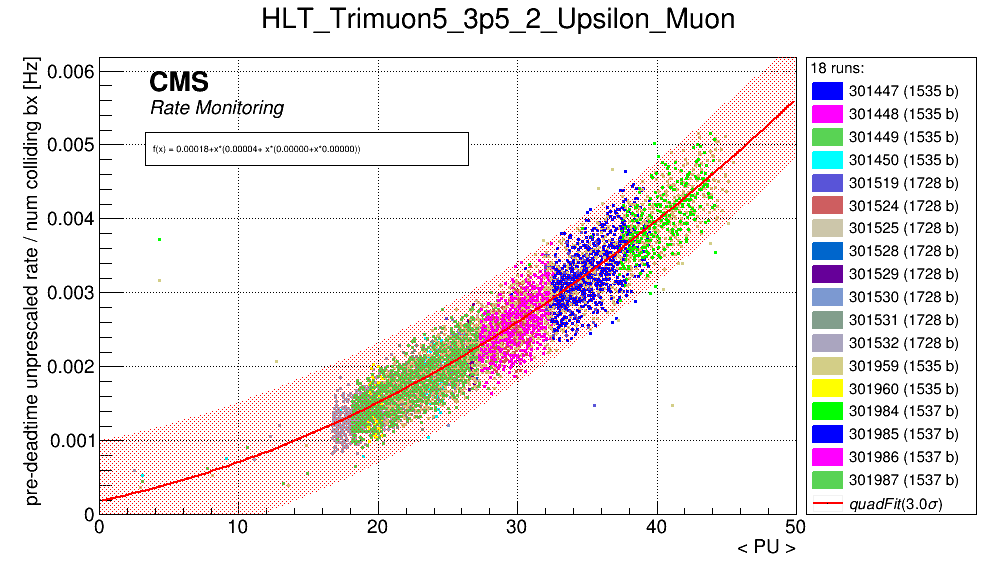 HLT_Trimuon5_3p5_2_Upsilon_Muon
pre-deadtime unprescaled rate / num colliding bx [Hz]
0.006
0.005
0.004
0.003
0.002
0.001
0
CMS
Rate Monitoring
f(x) = 0.00018+x*(0.00004+ x*(0.00000+x*0.00000))
0 10 20 30 40 50
< PU >
18 runs:
301447 (1535 b)
301448 (1535 b)
301449 (1535 b)
301450 (1535 b)
301519 (1728 b)
301524 (1728 b)
301525 (1728 b)
301528 (1728 b)
301529 (1728 b)
301530 (1728 b)
301531 (1728 b)
301532 (1728 b)
301959 (1535 b)
301960 (1535 b)
301984 (1537 b)
301985 (1537 b)
301986 (1537 b)
301987 (1537 b)
quadFit(3.0σ)